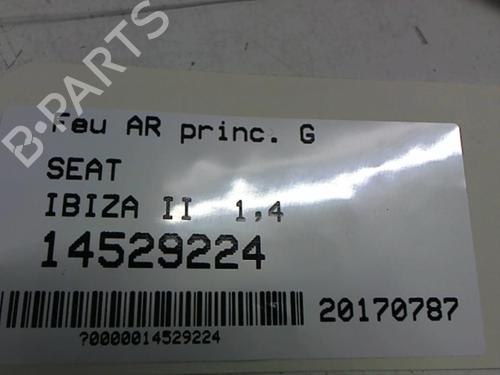 B-PARTS
Feu AR princ. G
SEAT
IBIZA II 1,4
14529224
20170787
?0000014529224